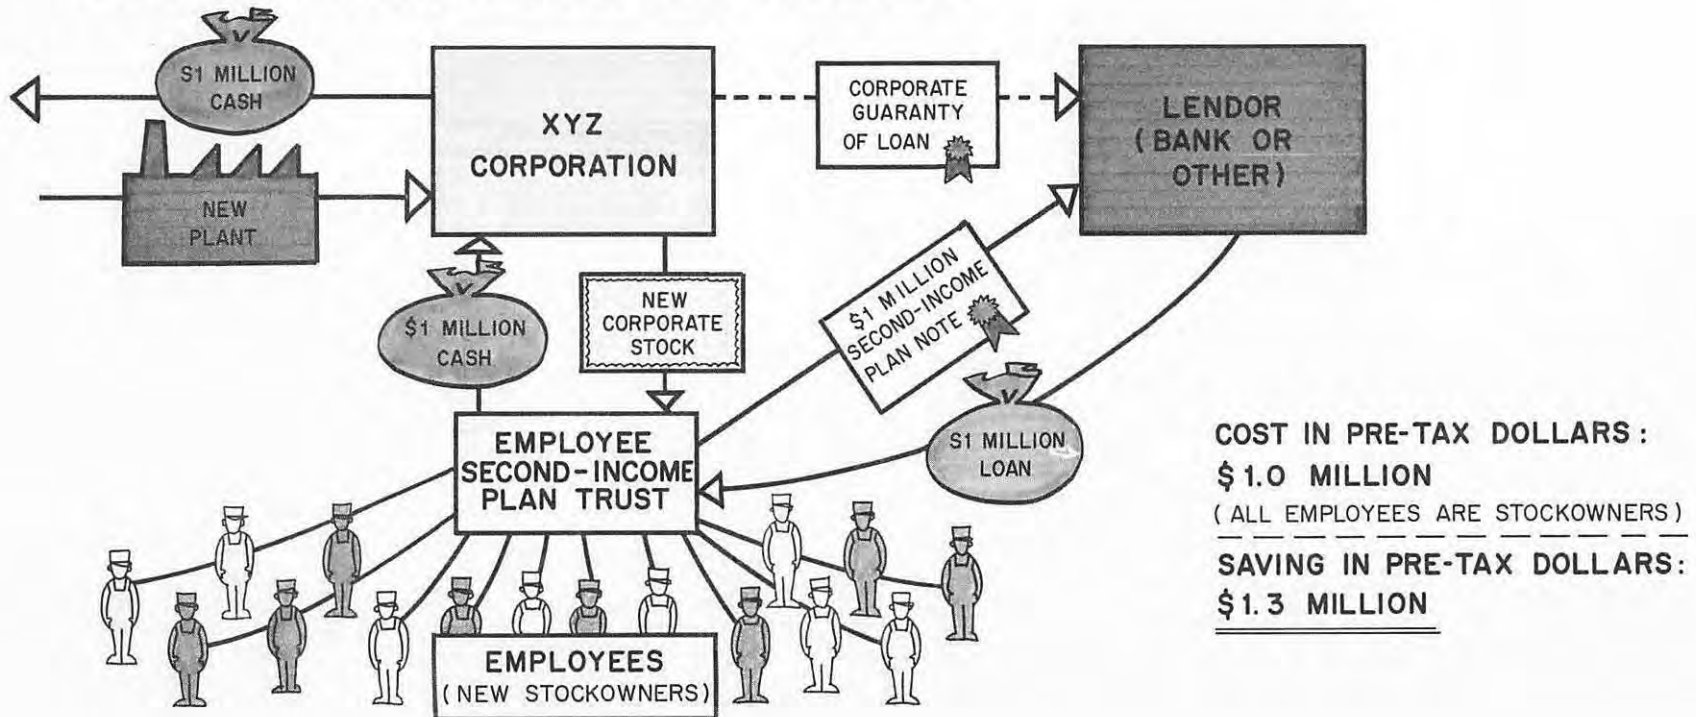 $1 MILLION
CASH
XYZ
CORPORATION
CORPORATE
GUARANTY
OF LOAN
LENDOR
(BANK OR
OTHER)
NEW
PLANT
$1 MILLION
CASH
NEW
CORPORATE
STOCK
$1 MILLION
SECOND-INCOME
PLAN NOTE
$1 MILLION
LOAN
EMPLOYEE
SECOND-INCOME
PLAN TRUST
EMPLOYEES
(NEW STOCKOWNERS)
COST IN PRE-TAX DOLLARS:
$1.0 MILLION
(ALL EMPLOYEES ARE STOCKOWNERS)
SAVING IN PRE-TAX DOLLARS:
$1.3 MILLION